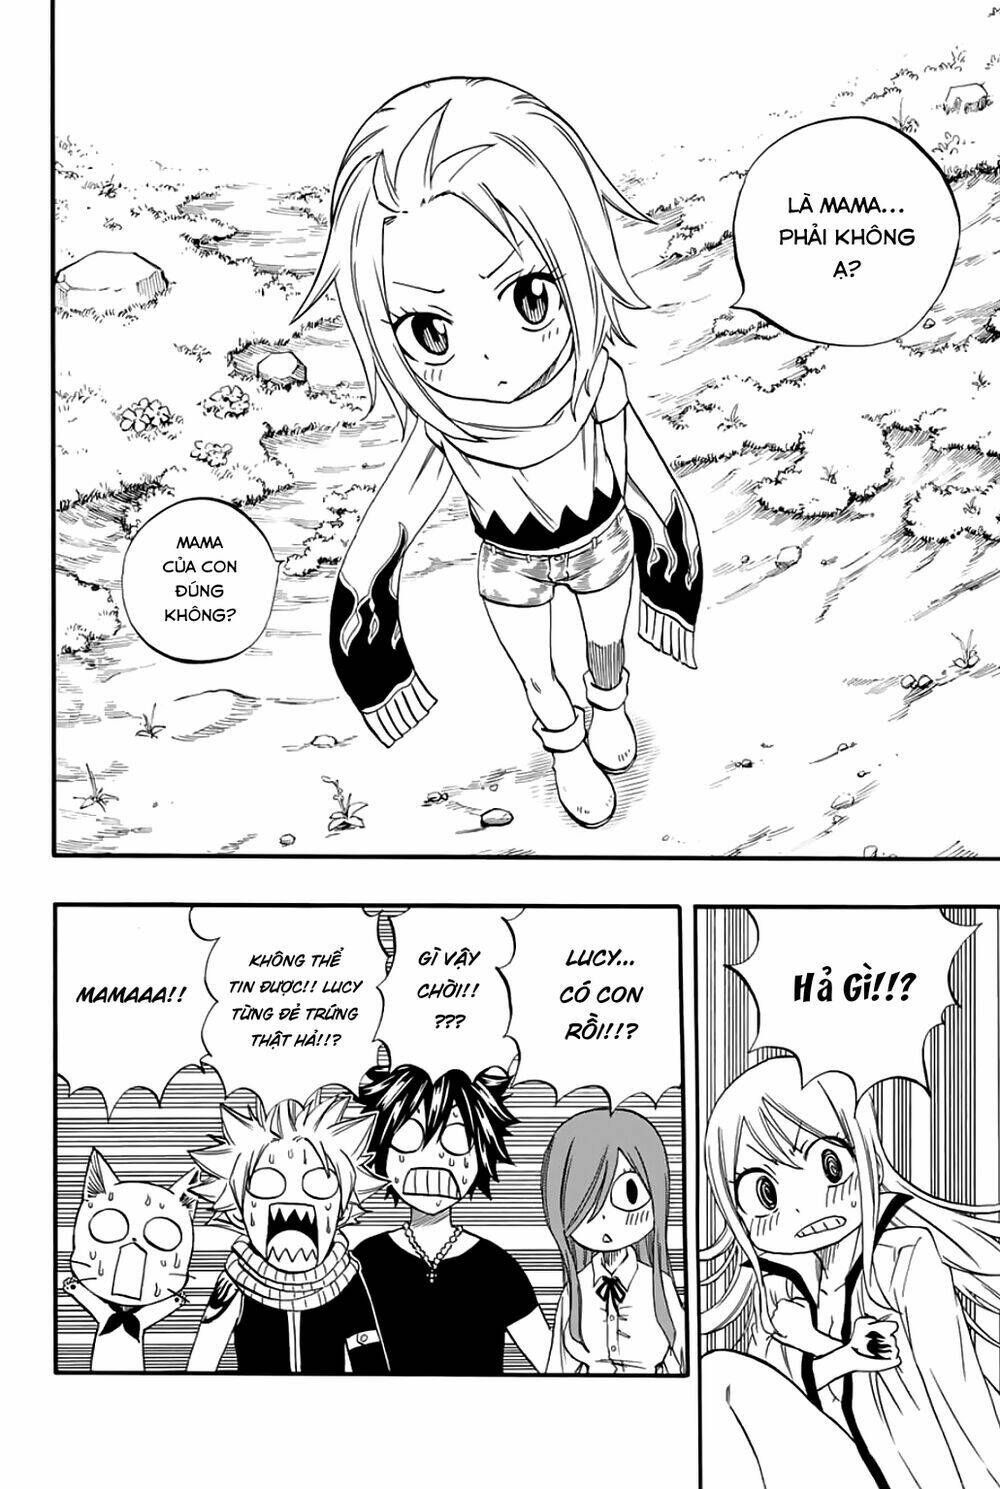 LÀ MAMA...
PHẢI KHÔNG
Ạ?
MAMA
CỦA CON
ĐÚNG
KHÔNG?
HẢ GÌ!!?
LUCY...
CÓ CON
RỒI!!?
GÌ VẬY
CHỜI!!
???
KHÔNG THỂ
TIN ĐƯỢC!! LUCY
TỪNG ĐẺ TRỨNG
THẬT HẢ!!?
MAMAAA!!